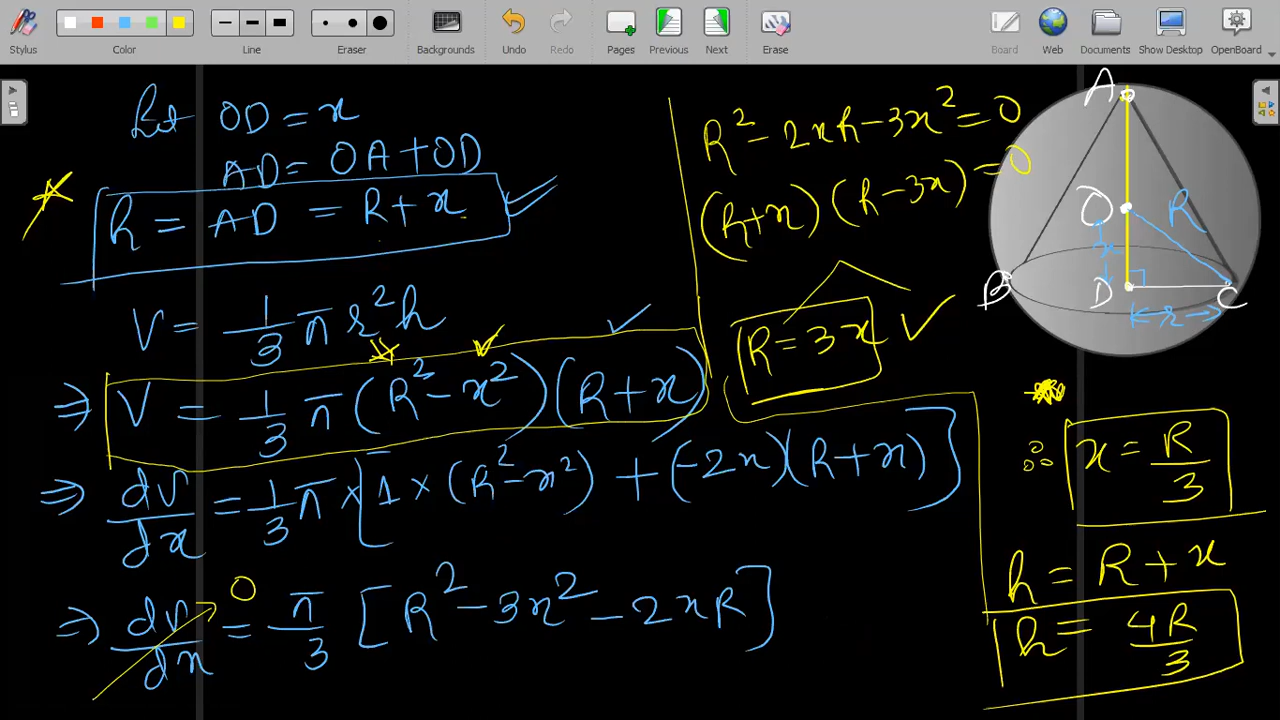 Stylus Color Line Eraser Backgrounds Undo Redo Pages Previous Next Erase Board Web Documents Show Desktop OpenBoard
Let OD = x
AD = OA + OD
h = AD = R + x
V = 1/3 π r²h
⇒ V = 1/3 π (R² - x²)(R + x)
⇒ dV/dx = 1/3 π × [1 × (R² - x²) + (-2x)(R + x)]
⇒ dV/dx = π/3 [R² - 3x² - 2xR]
0
R² - 2xR - 3x² = 0
(R + x)(R - 3x) = 0
R = 3x
A
O
R
x
B
D
C
r
∴ x = R/3
h = R + x
h = 4R/3